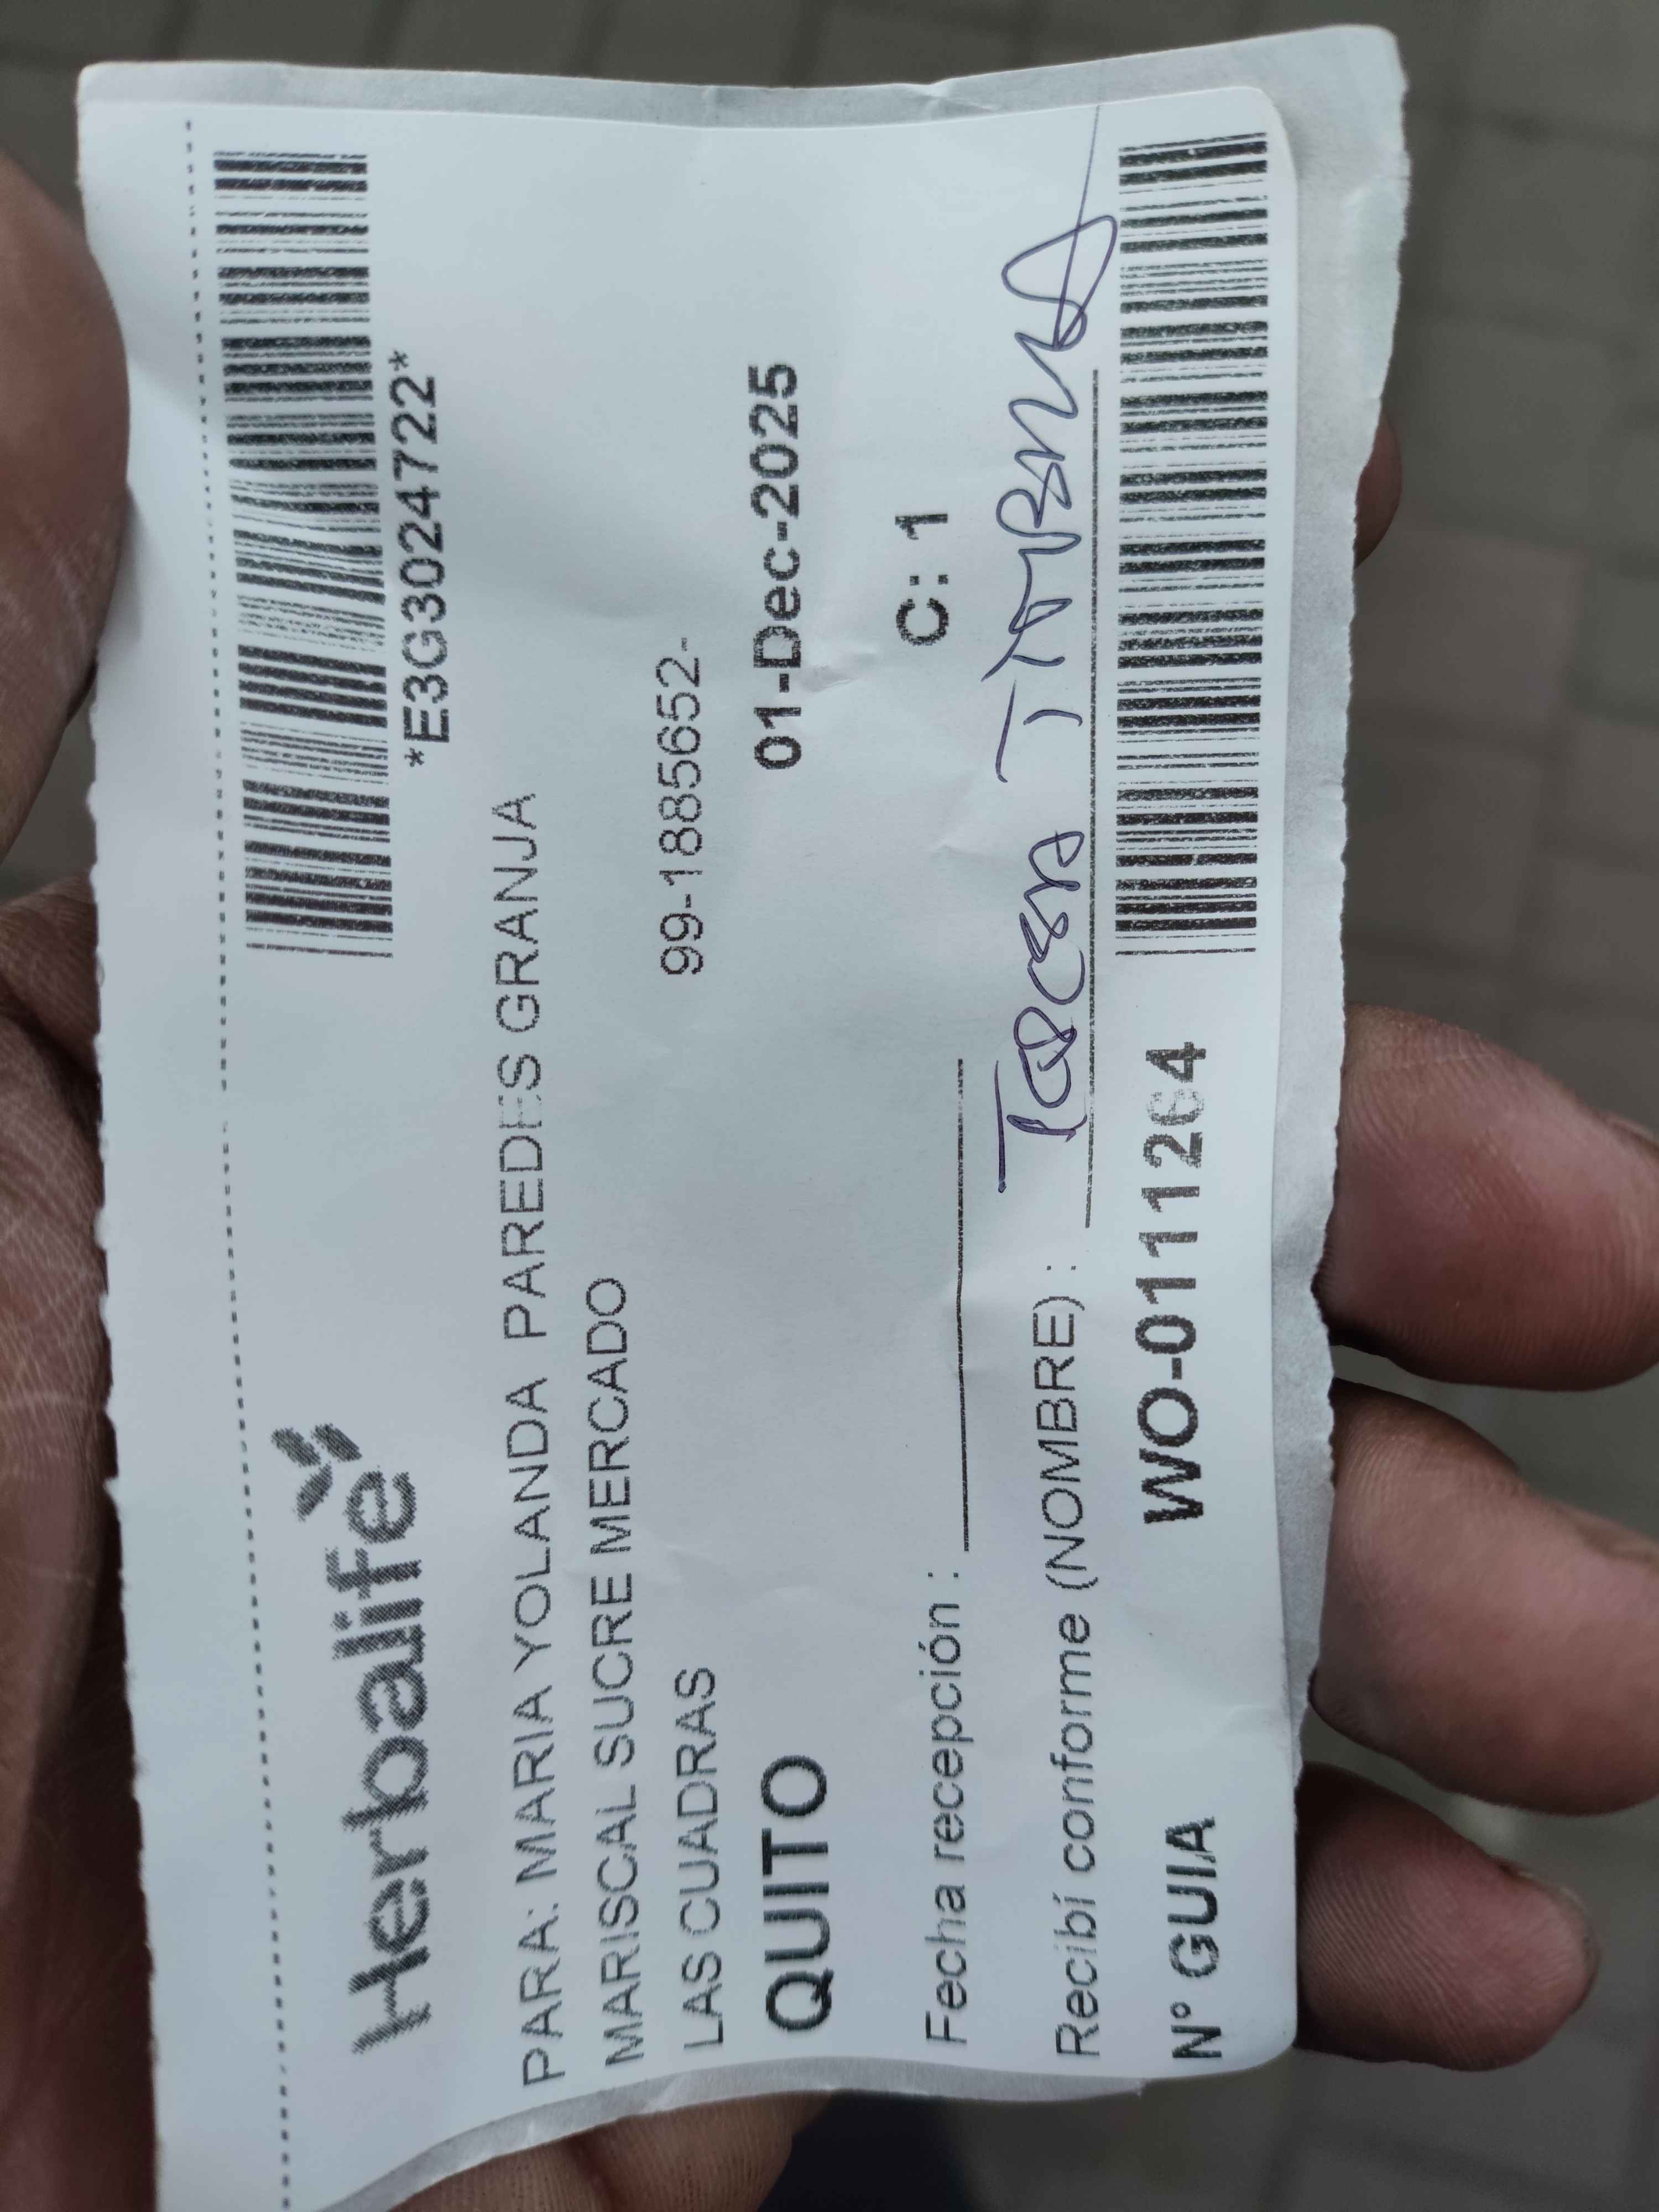 Herbalife
*E3G3024722*
PARA: MARIA YOLANDA PAREDES GRANJA
MARISCAL SUCRE MERCADO
LAS CUADRAS 99-1885652-
QUITO 01-Dec-2025
C: 1
Fecha recepción :
Recibí conforme (NOMBRE) :
N° GUIA WO-0111264